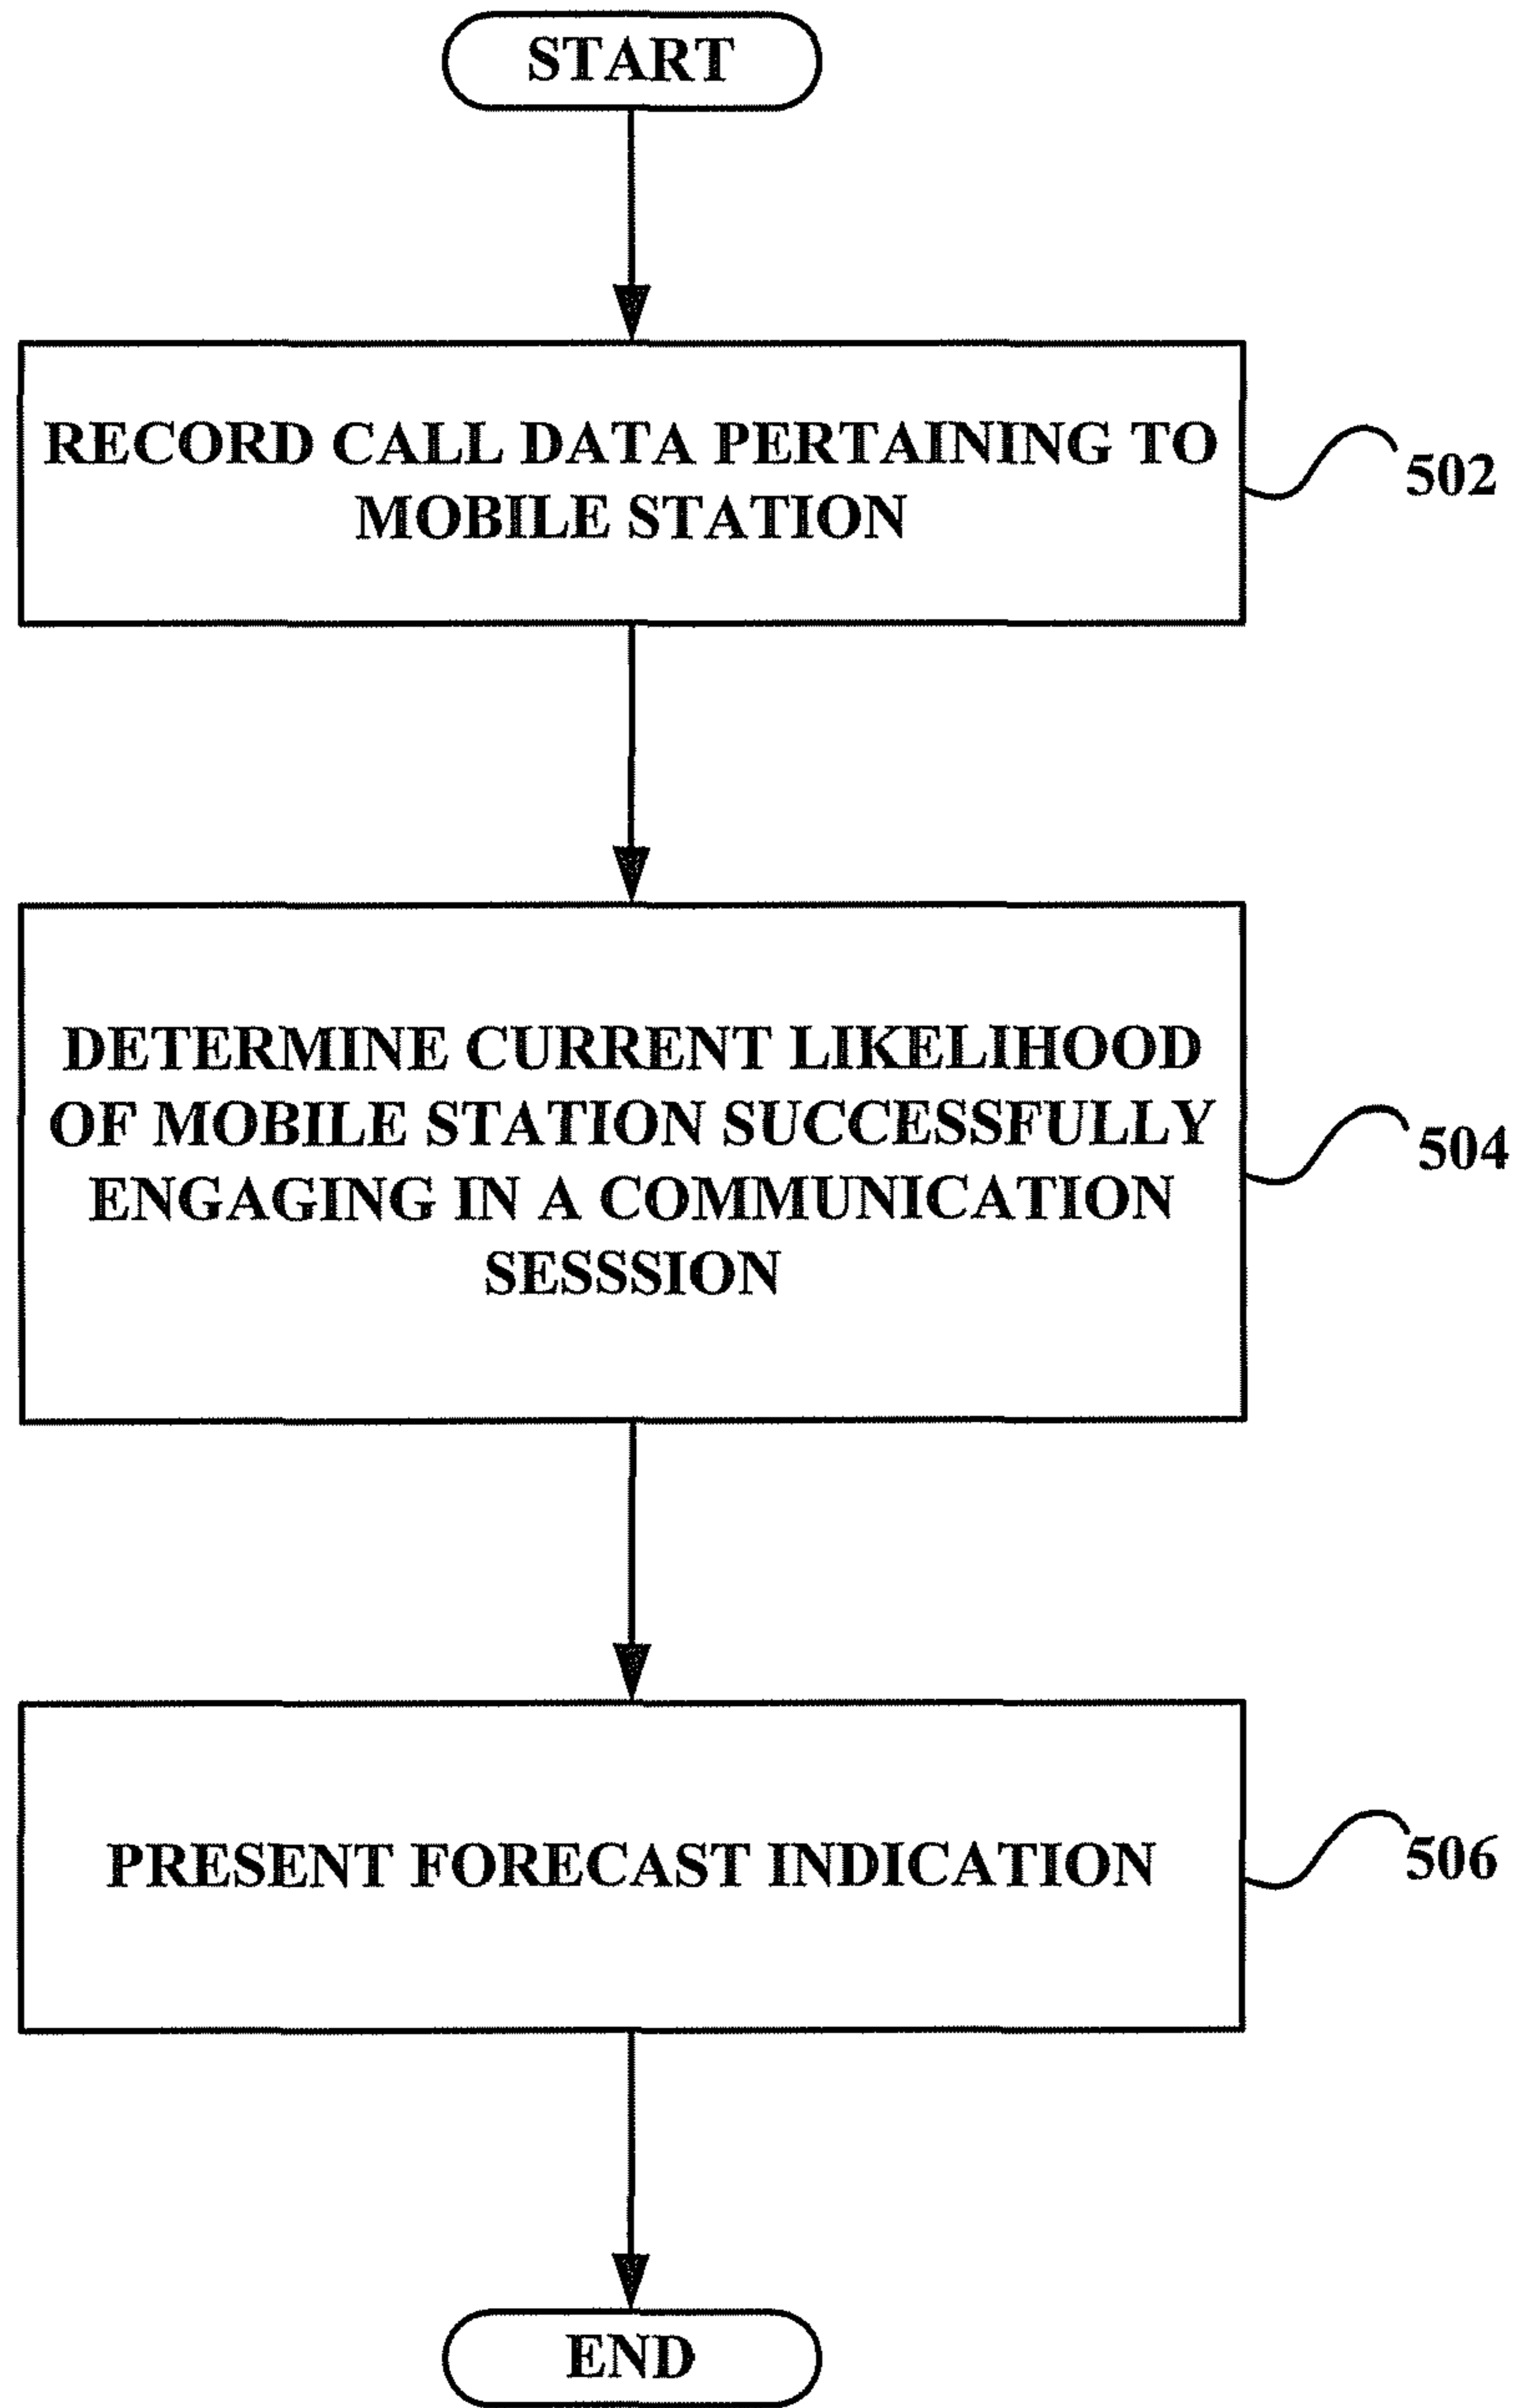 START
RECORD CALL DATA PERTAINING TO
MOBILE STATION
502
DETERMINE CURRENT LIKELIHOOD
OF MOBILE STATION SUCCESSFULLY
ENGAGING IN A COMMUNICATION
SESSSION
504
PRESENT FORECAST INDICATION
506
END